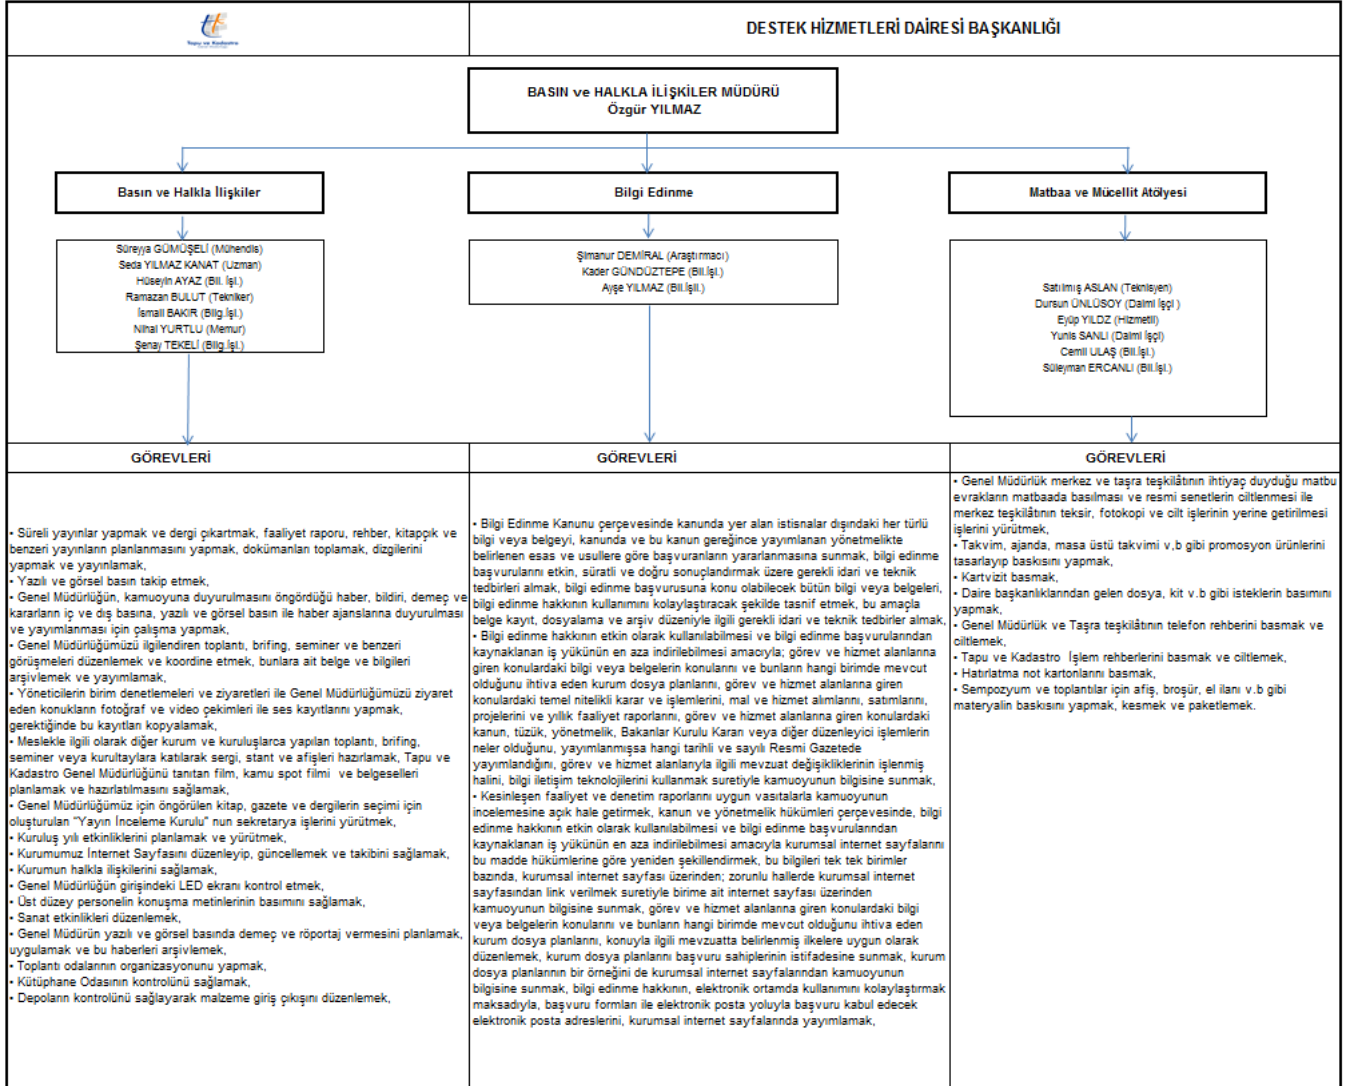 Tapu ve Kadastro
DESTEK HİZMETLERİ DAİRESİ BAŞKANLIĞI
BASIN ve HALKLA İLİŞKİLER MÜDÜRÜ
Özgür YILMAZ
Basın ve Halkla İlişkiler
Bilgi Edinme
Matbaa ve Mücellit Atölyesi
Süreyya GÜMÜŞELİ (Mühendis)
Seda YILMAZ KANAT (Uzman)
Hüseyin AYAZ (Bil. İşl.)
Ramazan BULUT (Tekniker)
İsmail BAKIR (Bilg.İşl.)
Nihal YURTLU (Memur)
Şenay TEKELİ (Bilg.İşl.)
Şimanur DEMİRAL (Araştırmacı)
Kader GÜNDÜZTEPE (Bil.İşl.)
Ayşe YILMAZ (Bil.İşll.)
Satılmış ASLAN (Teknisyen)
Dursun ÜNLÜSOY (Daimi İşçi )
Eyüp YILDZ (Hizmetli)
Yunis SANLI (Daimi İşçi)
Cemil ULAŞ (Bil.İşl.)
Süleyman ERCANLI (Bil.İşl.)
GÖREVLERİ
• Süreli yayınlar yapmak ve dergi çıkartmak, faaliyet raporu, rehber, kitapçık ve
benzeri yayınların planlanmasını yapmak, dokümanları toplamak, dizgilerini
yapmak ve yayınlamak,
• Yazılı ve görsel basın takip etmek,
• Genel Müdürlüğün, kamuoyuna duyurulmasını öngördüğü haber, bildiri, demeç ve
kararların iç ve dış basına, yazılı ve görsel basın ile haber ajanslarına duyurulması
ve yayımlanması için çalışma yapmak,
• Genel Müdürlüğümüzü ilgilendiren toplantı, brifing, seminer ve benzeri
görüşmeleri düzenlemek ve koordine etmek, bunlara ait belge ve bilgileri
arşivlemek ve yayımlamak,
• Yöneticilerin birim denetlemeleri ve ziyaretleri ile Genel Müdürlüğümüzü ziyaret
eden konukların fotoğraf ve video çekimleri ile ses kayıtlarını yapmak,
gerektiğinde bu kayıtları kopyalamak,
• Meslekle ilgili olarak diğer kurum ve kuruluşlarca yapılan toplantı, brifing,
seminer veya kurultaylara katılarak sergi, stant ve afişleri hazırlamak, Tapu ve
Kadastro Genel Müdürlüğünü tanıtan film, kamu spot filmi  ve belgeselleri
planlamak ve hazırlatılmasını sağlamak,
• Genel Müdürlüğümüz için öngörülen kitap, gazete ve dergilerin seçimi için
oluşturulan "Yayın İnceleme Kurulu" nun sekretarya işlerini yürütmek,
• Kuruluş yılı etkinliklerini planlamak ve yürütmek,
• Kurumumuz İnternet Sayfasını düzenleyip, güncellemek ve takibini sağlamak,
• Kurumun halkla ilişkilerini sağlamak,
• Genel Müdürlüğün girişindeki LED ekranı kontrol etmek,
• Üst düzey personelin konuşma metinlerinin basımını sağlamak,
• Sanat etkinlikleri düzenlemek,
• Genel Müdürün yazılı ve görsel basında demeç ve röportaj vermesini planlamak,
uygulamak ve bu haberleri arşivlemek,
• Toplantı odalarının organizasyonunu yapmak,
• Kütüphane Odasının kontrolünü sağlamak,
• Depoların kontrolünü sağlayarak malzeme giriş çıkışını düzenlemek,
GÖREVLERİ
• Bilgi Edinme Kanunu çerçevesinde kanunda yer alan istisnalar dışındaki her türlü
bilgi veya belgeyi, kanunda ve bu kanun gereğince yayımlanan yönetmelikte
belirlenen esas ve usullere göre başvuranların yararlanmasına sunmak, bilgi edinme
başvurularını etkin, süratli ve doğru sonuçlandırmak üzere gerekli idari ve teknik
tedbirleri almak, bilgi edinme başvurusuna konu olabilecek bütün bilgi veya belgeleri,
bilgi edinme hakkının kullanımını kolaylaştıracak şekilde tasnif etmek, bu amaçla
belge kayıt, dosyalama ve arşiv düzeniyle ilgili gerekli idari ve teknik tedbirler almak,
• Bilgi edinme hakkının etkin olarak kullanılabilmesi ve bilgi edinme başvurularından
kaynaklanan iş yükünün en aza indirilebilmesi amacıyla; görev ve hizmet alanlarına
giren konulardaki bilgi veya belgelerin konularını ve bunların hangi birimde mevcut
olduğunu ihtiva eden kurum dosya planlarını, görev ve hizmet alanlarına giren
konulardaki temel nitelikli karar ve işlemlerini, mal ve hizmet alımlarını, satımlarını,
projelerini ve yıllık faaliyet raporlarını, görev ve hizmet alanlarına giren konulardaki
kanun, tüzük, yönetmelik, Bakanlar Kurulu Kararı veya diğer düzenleyici işlemlerin
neler olduğunu, yayımlanmışsa hangi tarihli ve sayılı Resmi Gazetede
yayımlandığını, görev ve hizmet alanlarıyla ilgili mevzuat değişikliklerinin işlenmiş
halini, bilgi iletişim teknolojilerini kullanmak suretiyle kamuoyunun bilgisine sunmak,
• Kesinleşen faaliyet ve denetim raporlarını uygun vasıtalarla kamuoyunun
incelemesine açık hale getirmek, kanun ve yönetmelik hükümleri çerçevesinde, bilgi
edinme hakkının etkin olarak kullanılabilmesi ve bilgi edinme başvurularından
kaynaklanan iş yükünün en aza indirilebilmesi amacıyla kurumsal internet sayfalarını
bu madde hükümlerine göre yeniden şekillendirmek, bu bilgileri tek tek birimler
bazında, kurumsal internet sayfası üzerinden; zorunlu hallerde kurumsal internet
sayfasından link verilmek suretiyle birime ait internet sayfası üzerinden
kamuoyunun bilgisine sunmak, görev ve hizmet alanlarına giren konulardaki bilgi
veya belgelerin konularını ve bunların hangi birimde mevcut olduğunu ihtiva eden
kurum dosya planlarını, konuyla ilgili mevzuatta belirlenmiş ilkelere uygun olarak
düzenlemek, kurum dosya planlarını başvuru sahiplerinin istifadesine sunmak, kurum
dosya planlarının bir örneğini de kurumsal internet sayfalarından kamuoyunun
bilgisine sunmak, bilgi edinme hakkının, elektronik ortamda kullanımını kolaylaştırmak
maksadıyla, başvuru formları ile elektronik posta yoluyla başvuru kabul edecek
elektronik posta adreslerini, kurumsal internet sayfalarında yayımlamak,
GÖREVLERİ
• Genel Müdürlük merkez ve taşra teşkilâtının ihtiyaç duyduğu matbu
evrakların matbaada basılması ve resmi senetlerin ciltlenmesi ile
merkez teşkilâtının teksir, fotokopi ve cilt işlerinin yerine getirilmesi
işlerini yürütmek,
• Takvim, ajanda, masa üstü takvimi v,b gibi promosyon ürünlerini
tasarlayıp baskısını yapmak,
• Kartvizit basmak,
• Daire başkanlıklarından gelen dosya, kit v.b gibi isteklerin basımını
yapmak,
• Genel Müdürlük ve Taşra teşkilâtının telefon rehberini basmak ve
ciltlemek,
• Tapu ve Kadastro  İşlem rehberlerini basmak ve ciltlemek,
• Hatırlatma not kartonlarını basmak,
• Sempozyum ve toplantılar için afiş, broşür, el ilanı v.b gibi
materyalin baskısını yapmak, kesmek ve paketlemek.